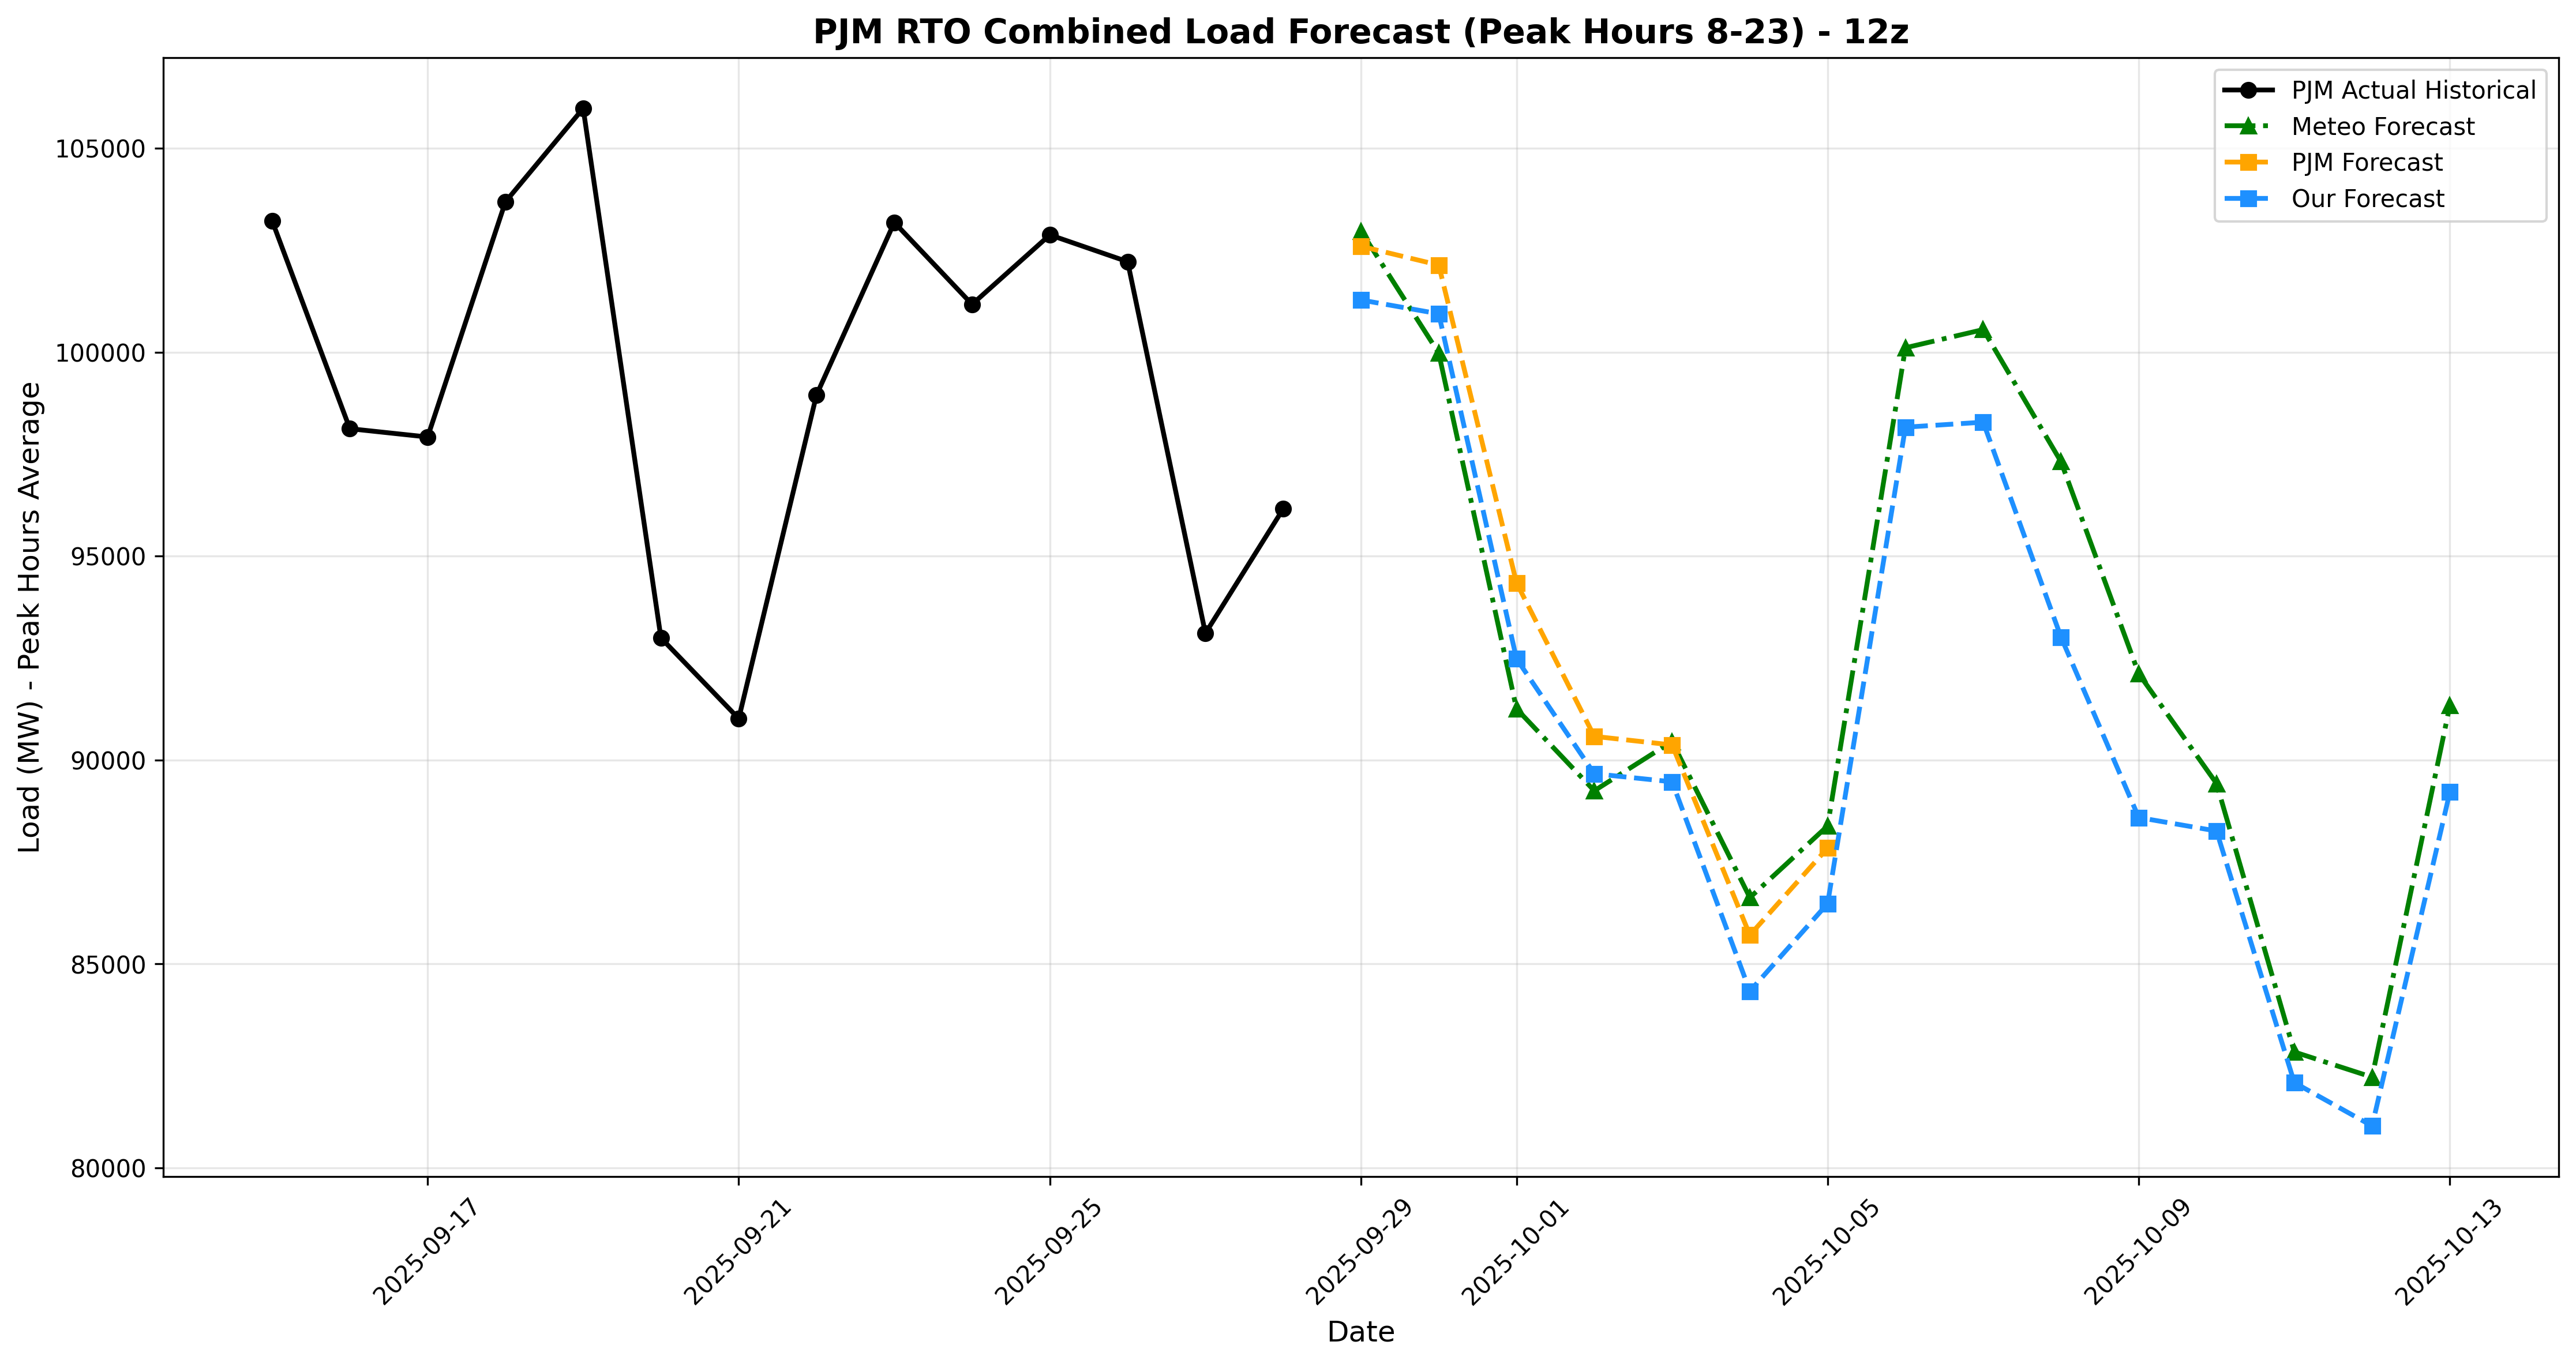 PJM RTO Combined Load Forecast (Peak Hours 8-23) - 12z
PJM Actual Historical
Meteo Forecast
PJM Forecast
Our Forecast
Load (MW) - Peak Hours Average
105000
100000
95000
90000
85000
80000
2025-09-17
2025-09-21
2025-09-25
2025-09-29
2025-10-01
2025-10-05
2025-10-09
2025-10-13
Date